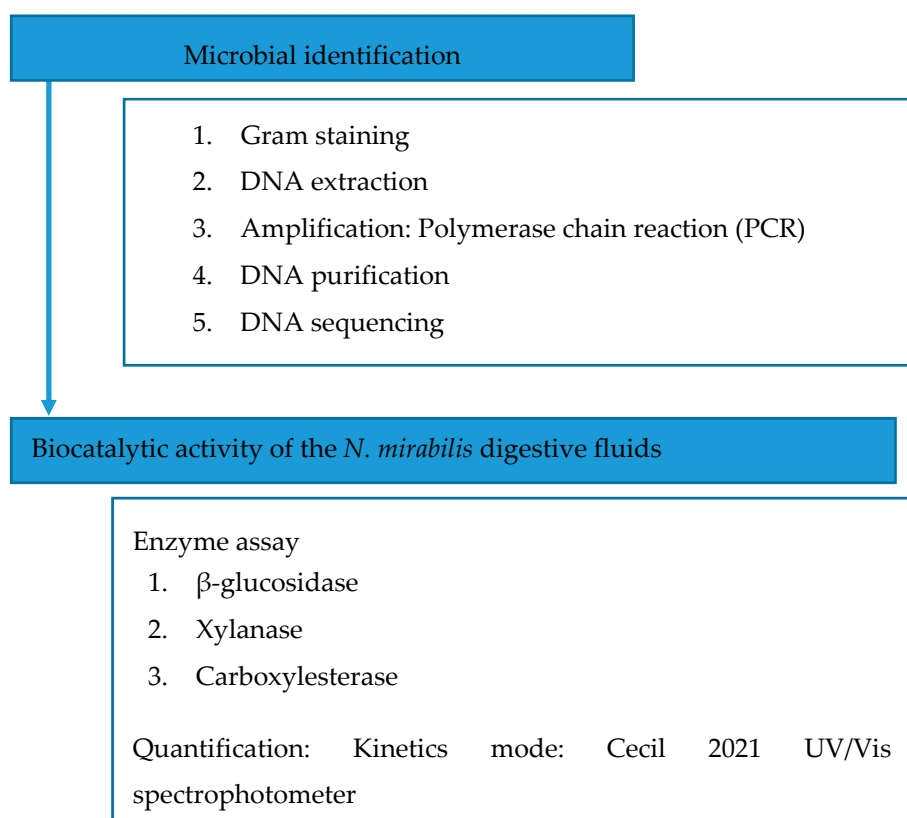 Microbial identification
1. Gram staining
2. DNA extraction
3. Amplification: Polymerase chain reaction (PCR)
4. DNA purification
5. DNA sequencing
Biocatalytic activity of the N. mirabilis digestive fluids
Enzyme assay
1. β-glucosidase
2. Xylanase
3. Carboxylesterase
Quantification: Kinetics mode: Cecil 2021 UV/Vis
spectrophotometer